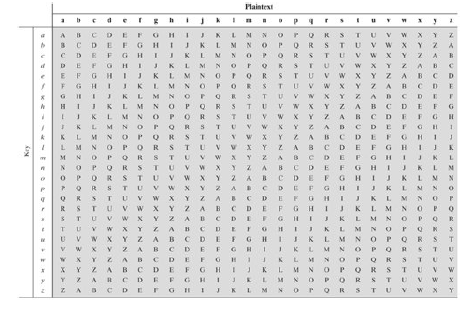 Plaintext
a b c d e f g h i j k l m n o p q r s t u v w x y z
a A B C D E F G H I J K L M N O P Q R S T U V W X Y Z
b B C D E F G H I J K L M N O P Q R S T U V W X Y Z A
c C D E F G H I J K L M N O P Q R S T U V W X Y Z A B
d D E F G H I J K L M N O P Q R S T U V W X Y Z A B C
e E F G H I J K L M N O P Q R S T U V W X Y Z A B C D
f F G H I J K L M N O P Q R S T U V W X Y Z A B C D E
g G H I J K L M N O P Q R S T U V W X Y Z A B C D E F
h H I J K L M N O P Q R S T U V W X Y Z A B C D E F G
i I J K L M N O P Q R S T U V W X Y Z A B C D E F G H
j J K L M N O P Q R S T U V W X Y Z A B C D E F G H I
k K L M N O P Q R S T U V W X Y Z A B C D E F G H I J
l L M N O P Q R S T U V W X Y Z A B C D E F G H I J K
m M N O P Q R S T U V W X Y Z A B C D E F G H I J K L
n N O P Q R S T U V W X Y Z A B C D E F G H I J K L M
o O P Q R S T U V W X Y Z A B C D E F G H I J K L M N
p P Q R S T U V W X Y Z A B C D E F G H I J K L M N O
q Q R S T U V W X Y Z A B C D E F G H I J K L M N O P
r R S T U V W X Y Z A B C D E F G H I J K L M N O P Q
s S T U V W X Y Z A B C D E F G H I J K L M N O P Q R
t T U V W X Y Z A B C D E F G H I J K L M N O P Q R S
u U V W X Y Z A B C D E F G H I J K L M N O P Q R S T
v V W X Y Z A B C D E F G H I J K L M N O P Q R S T U
w W X Y Z A B C D E F G H I J K L M N O P Q R S T U V
x X Y Z A B C D E F G H I J K L M N O P Q R S T U V W
y Y Z A B C D E F G H I J K L M N O P Q R S T U V W X
z Z A B C D E F G H I J K L M N O P Q R S T U V W X Y
Key